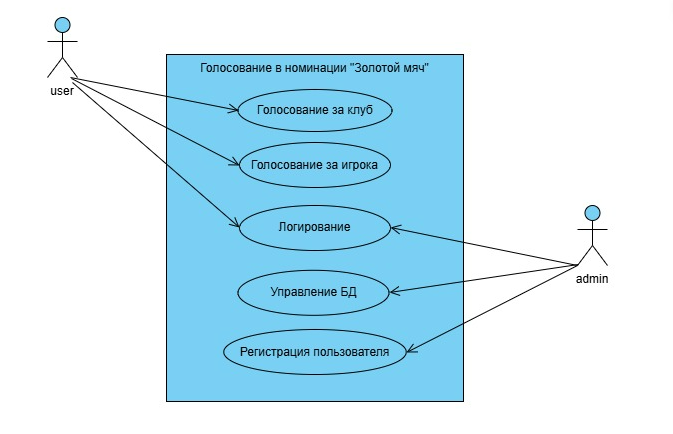 Голосование в номинации "Золотой мяч"
user
Голосование за клуб
Голосование за игрока
Логирование
admin
Управление БД
Регистрация пользователя